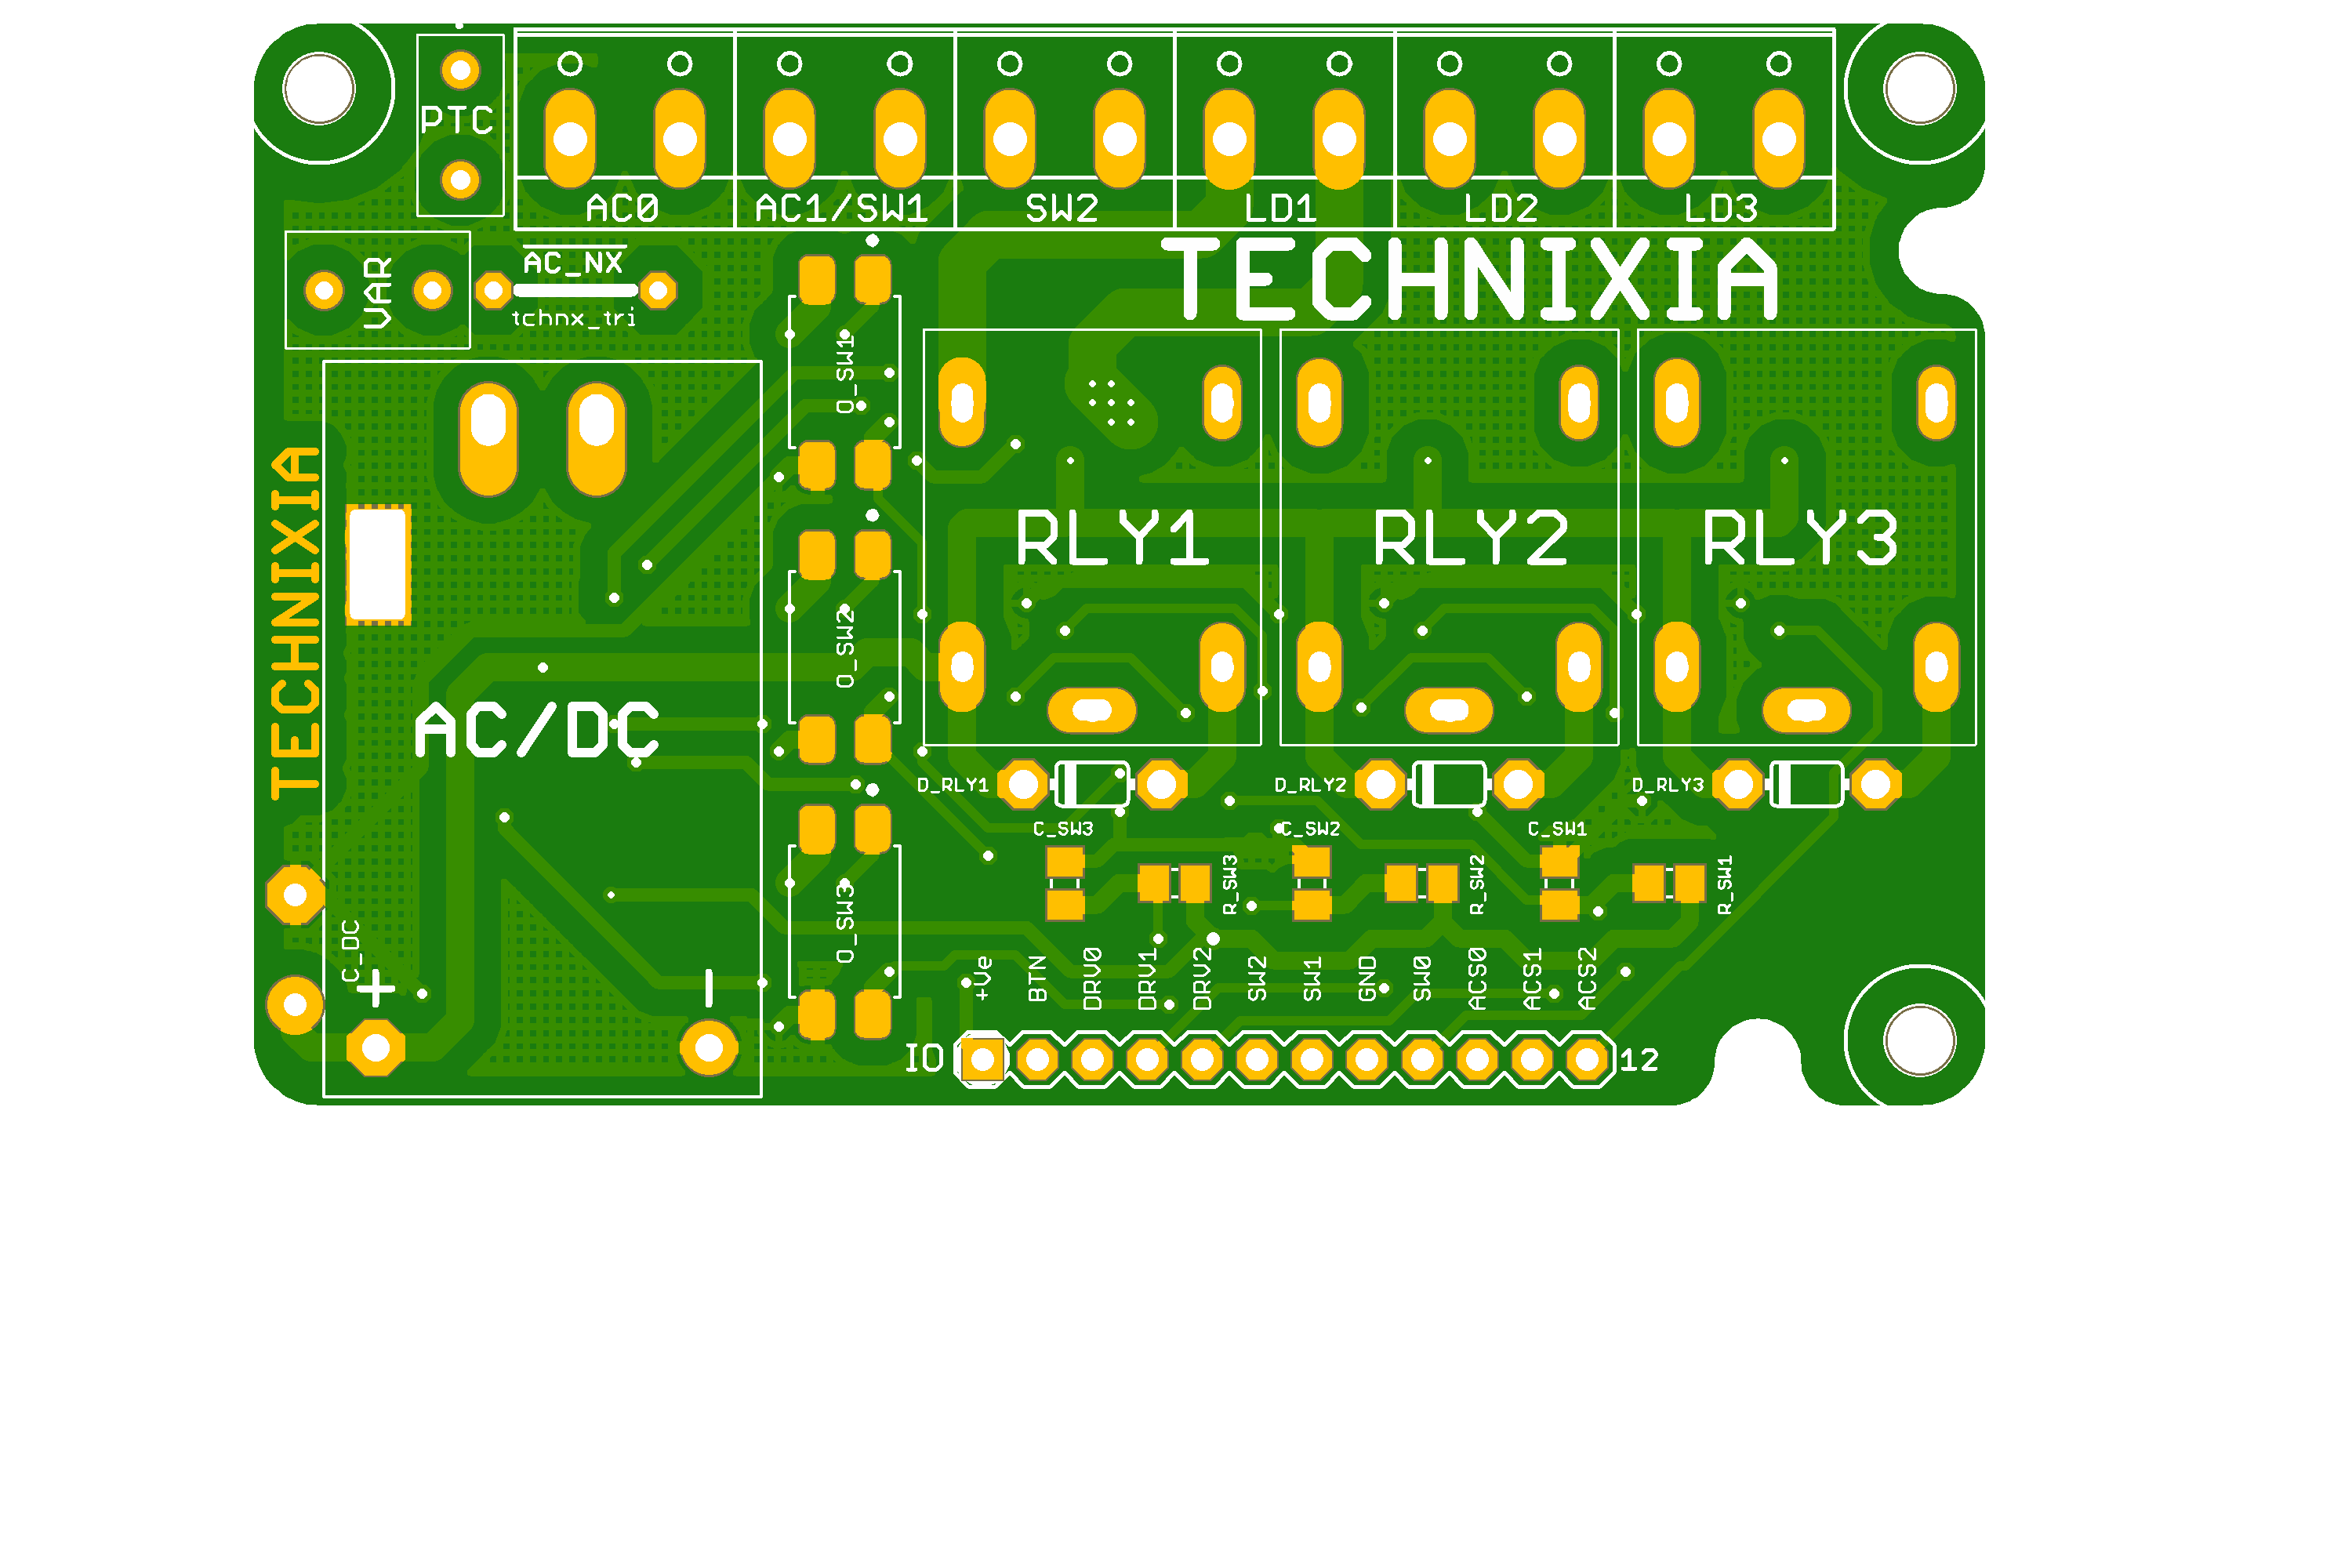 PTC
AC0
AC1/SW1
SW2
LD1
LD2
LD3
VAR
AC_NX
tchnx_tri
TECHNIXIA
O_SW1
TECHNIXIA
RLY1
RLY2
RLY3
O_SW2
AC/DC
D_RLY1
D_RLY2
D_RLY3
C_SW3
C_SW2
C_SW1
R_SW3
R_SW2
R_SW1
O_SW3
C_DC
+
-
+Ve
BTN
DRV0
DRV1
DRV2
SW2
SW1
GND
SW0
ACS0
ACS1
ACS2
IO
12